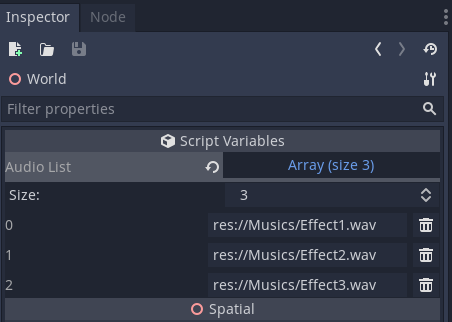 Inspector Node
World
Filter properties
Script Variables
Audio List Array (size 3)
Size: 3
0 res://Musics/Effect1.wav
1 res://Musics/Effect2.wav
2 res://Musics/Effect3.wav
Spatial